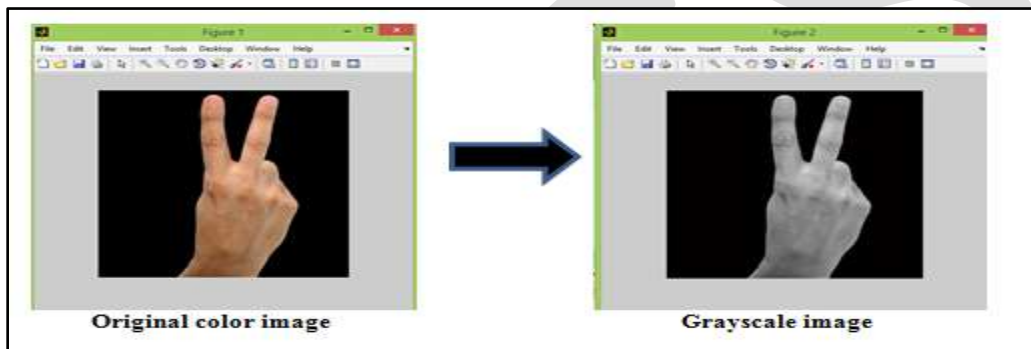 Figure 1
File Edit View Insert Tools Desktop Window Help
Figure 2
File Edit View Insert Tools Desktop Window Help
Original color image
Grayscale image